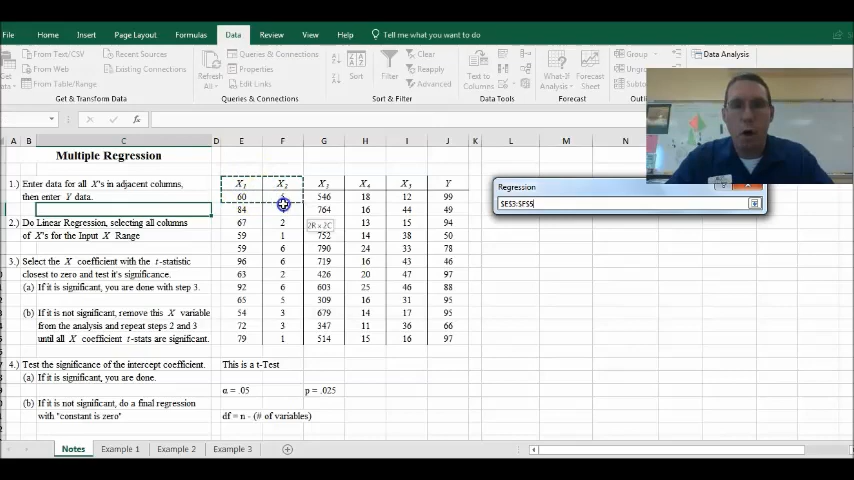 File Home Insert Page Layout Formulas Data Review View Help Tell me what you want to do
From Text/CSV Recent Sources Queries & Connections Clear Group Data Analysis
From Web Existing Connections Properties Reapply Ungroup
From Table/Range Refresh All Edit Links Sort Filter Advanced Text to Columns What-If Analysis Forecast Sheet Subtotal
Get & Transform Data Queries & Connections Sort & Filter Data Tools Forecast
fx
A B C D E F G H I J K L M N
Multiple Regression
1.) Enter data for all X's in adjacent columns, X1 X2 X3 X4 X5 Y
then enter Y data. 60 546 18 12 99
84 764 16 44 49
67 2 752 13 15 94
2.) Do Linear Regression, selecting all columns
of X's for the Input X Range 59 1 14 38 50
59 6 790 24 33 78
3.) Select the X coefficient with the t-statistic 96 6 719 16 43 46
closest to zero and test it's significance. 63 2 426 20 47 97
(a) If it is significant, you are done with step 3. 92 6 603 25 46 88
65 5 309 16 31 95
(b) If it is not significant, remove this X variable 54 3 679 14 17 95
from the analysis and repeat steps 2 and 3 72 3 347 11 36 66
until all X coefficient t-stats are significant. 79 1 514 15 16 97
2R x 2C
Regression
$E$3:$F$5
4.) Test the significance of the intercept coefficient. This is a t-Test
(a) If it is significant, you are done.
α = .05 p = .025
(b) If it is not significant, do a final regression
with "constant is zero" df = n - (# of variables)
Notes Example 1 Example 2 Example 3